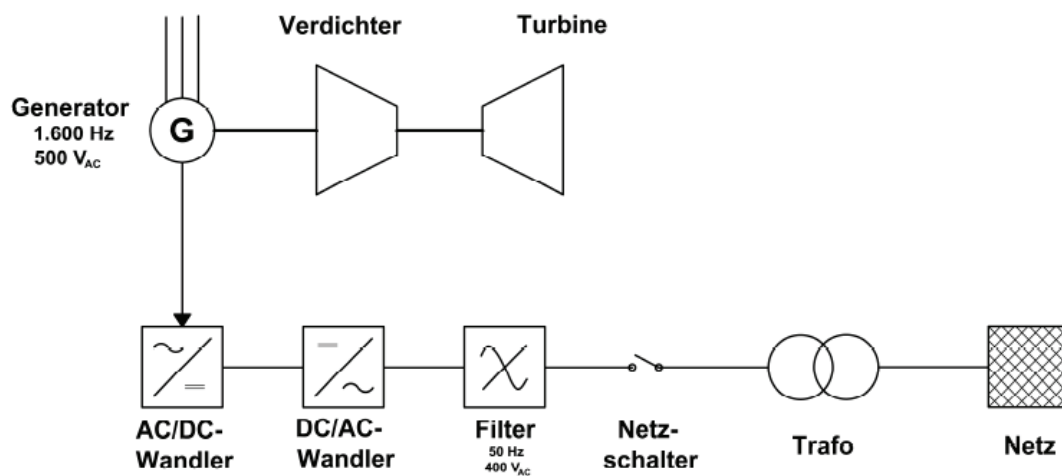 Verdichter
Turbine
Generator
1.600 Hz
500 VAC
G
AC/DC-
Wandler
DC/AC-
Wandler
Filter
50 Hz
400 VAC
Netz-
schalter
Trafo
Netz